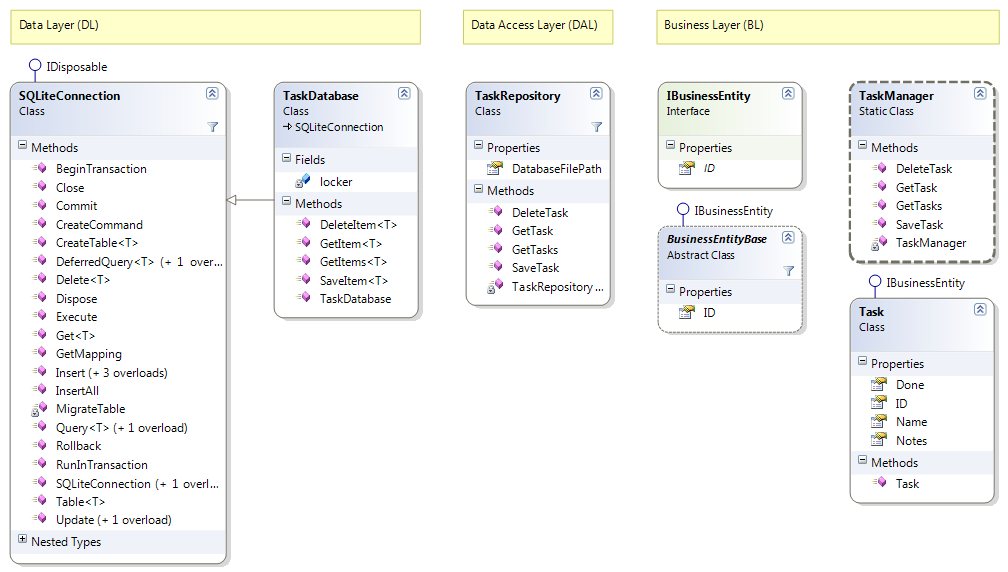 Data Layer (DL)
Data Access Layer (DAL)
Business Layer (BL)
IDisposable
SQLiteConnection
Class
Methods
BeginTransaction
Close
Commit
CreateCommand
CreateTable<T>
DeferredQuery<T> (+ 1 over...
Delete<T>
Dispose
Execute
Get<T>
GetMapping
Insert (+ 3 overloads)
InsertAll
MigrateTable
Query<T> (+ 1 overload)
Rollback
RunInTransaction
SQLiteConnection (+ 1 overl...
Table<T>
Update (+ 1 overload)
Nested Types
TaskDatabase
Class
SQLiteConnection
Fields
locker
Methods
DeleteItem<T>
GetItem<T>
GetItems<T>
SaveItem<T>
TaskDatabase
TaskRepository
Class
Properties
DatabaseFilePath
Methods
DeleteTask
GetTask
GetTasks
SaveTask
TaskRepository ...
IBusinessEntity
Interface
Properties
ID
IBusinessEntity
BusinessEntityBase
Abstract Class
Properties
ID
TaskManager
Static Class
Methods
DeleteTask
GetTask
GetTasks
SaveTask
TaskManager
IBusinessEntity
Task
Class
Properties
Done
ID
Name
Notes
Methods
Task